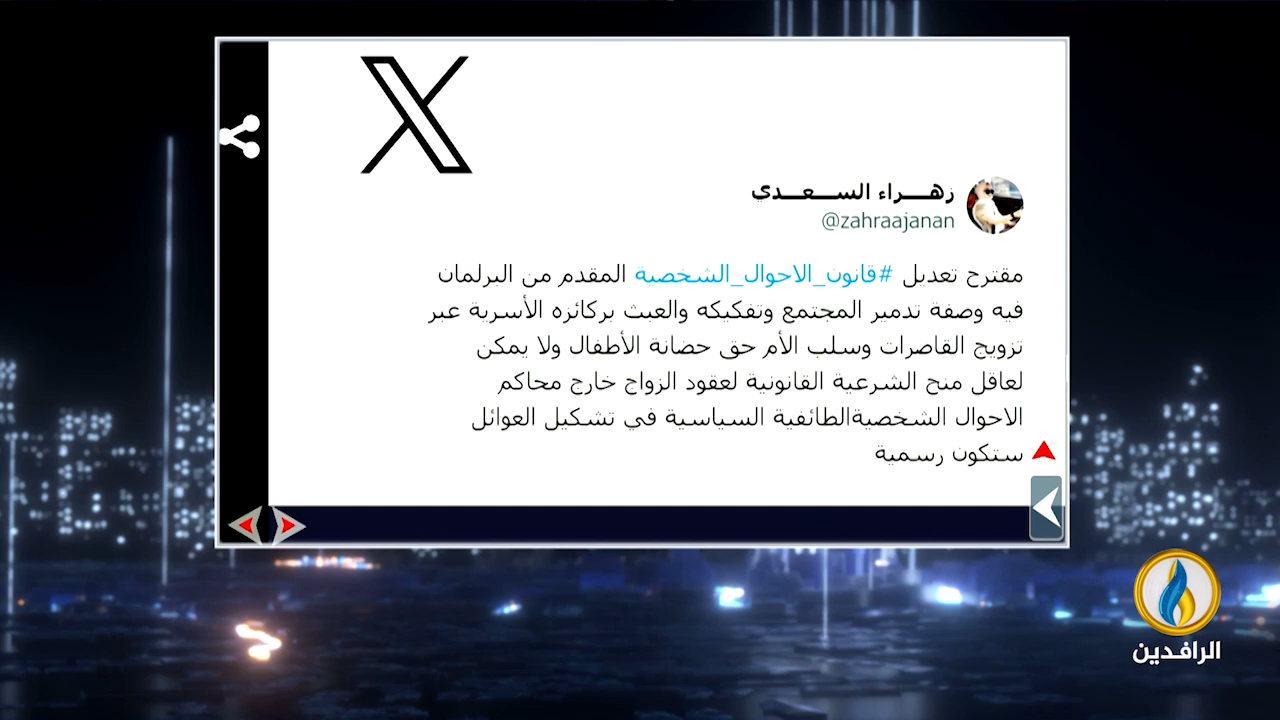 زهـــراء الســـعـــدي
@zahraajanan
مقترح تعديل #قانون_الاحوال_الشخصية المقدم من البرلمان
فيه وصفة تدمير المجتمع وتفكيكه والعبث بركائزه الأسرية عبر
تزويج القاصرات وسلب الأم حق حضانة الأطفال ولا يمكن
لعاقل منح الشرعية القانونية لعقود الزواج خارج محاكم
الاحوال الشخصيةالطائفية السياسية في تشكيل العوائل
ستكون رسمية
الرافدين